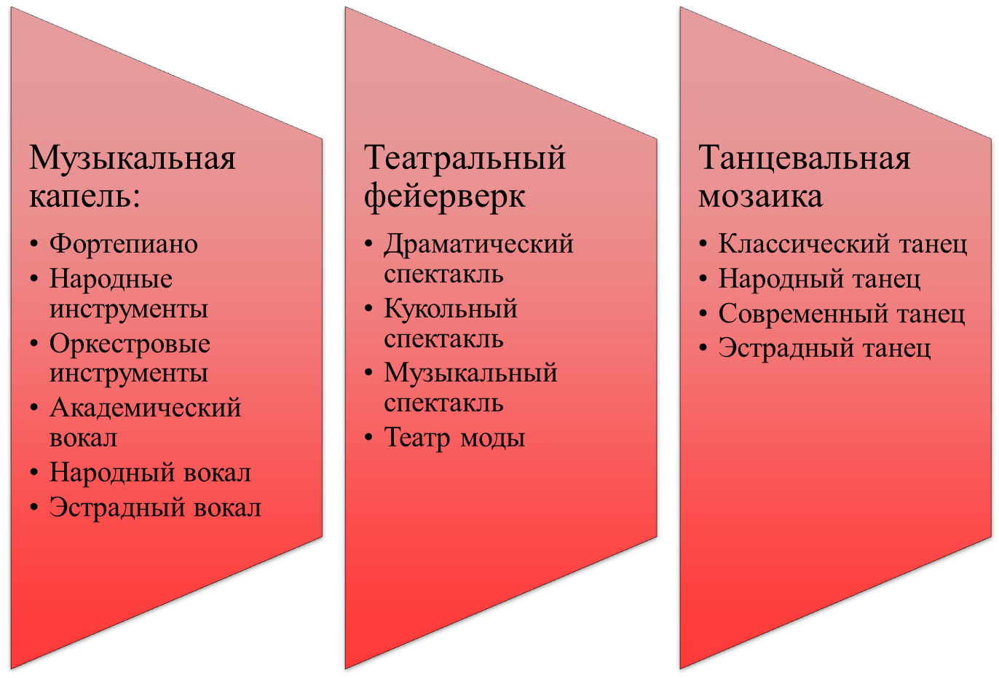 Музыкальная
капель:
• Фортепиано
• Народные
инструменты
• Оркестровые
инструменты
• Академический
вокал
• Народный вокал
• Эстрадный вокал
Театральный
фейерверк
• Драматический
спектакль
• Кукольный
спектакль
• Музыкальный
спектакль
• Театр моды
Танцевальная
мозаика
• Классический танец
• Народный танец
• Современный танец
• Эстрадный танец